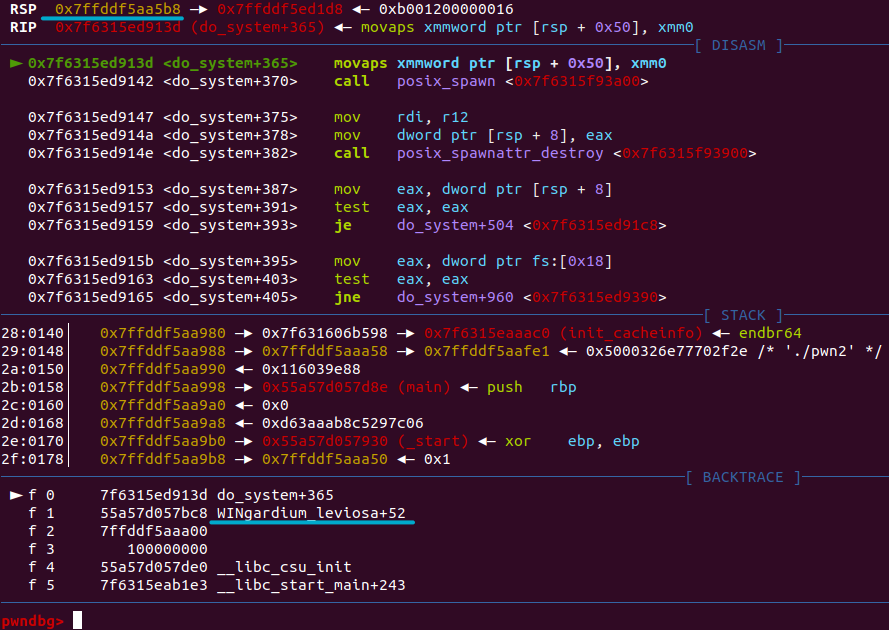 RSP  0x7ffddf5aa5b8 —▸ 0x7ffddf5ed1d8 ◂— 0xb001200000016
RIP  0x7f6315ed913d (do_system+365) ◂— movaps xmmword ptr [rsp + 0x50], xmm0
[ DISASM ]
► 0x7f6315ed913d <do_system+365>    movaps xmmword ptr [rsp + 0x50], xmm0
0x7f6315ed9142 <do_system+370>    call   posix_spawn <0x7f6315f93a00>
0x7f6315ed9147 <do_system+375>    mov    rdi, r12
0x7f6315ed914a <do_system+378>    mov    dword ptr [rsp + 8], eax
0x7f6315ed914e <do_system+382>    call   posix_spawnattr_destroy <0x7f6315f93900>
0x7f6315ed9153 <do_system+387>    mov    eax, dword ptr [rsp + 8]
0x7f6315ed9157 <do_system+391>    test   eax, eax
0x7f6315ed9159 <do_system+393>    je     do_system+504 <0x7f6315ed91c8>
0x7f6315ed915b <do_system+395>    mov    eax, dword ptr fs:[0x18]
0x7f6315ed9163 <do_system+403>    test   eax, eax
0x7f6315ed9165 <do_system+405>    jne    do_system+960 <0x7f6315ed9390>
[ STACK ]
28:0140│   0x7ffddf5aa980 —▸ 0x7f631606b598 —▸ 0x7f6315eaaac0 (init_cacheinfo) ◂— endbr64
29:0148│   0x7ffddf5aa988 —▸ 0x7ffddf5aaa58 —▸ 0x7ffddf5aafe1 ◂— 0x5000326e77702f2e /* './pwn2' */
2a:0150│   0x7ffddf5aa990 ◂— 0x116039e88
2b:0158│   0x7ffddf5aa998 —▸ 0x55a57d057d8e (main) ◂— push   rbp
2c:0160│   0x7ffddf5aa9a0 ◂— 0x0
2d:0168│   0x7ffddf5aa9a8 ◂— 0xd63aaab8c5297c06
2e:0170│   0x7ffddf5aa9b0 —▸ 0x55a57d057930 (_start) ◂— xor    ebp, ebp
2f:0178│   0x7ffddf5aa9b8 —▸ 0x7ffddf5aaa50 ◂— 0x1
[ BACKTRACE ]
► f 0     7f6315ed913d do_system+365
f 1     55a57d057bc8 WINgardium_leviosa+52
f 2     7ffddf5aaa00
f 3        100000000
f 4     55a57d057de0 __libc_csu_init
f 5     7f6315eab1e3 __libc_start_main+243
pwndbg>